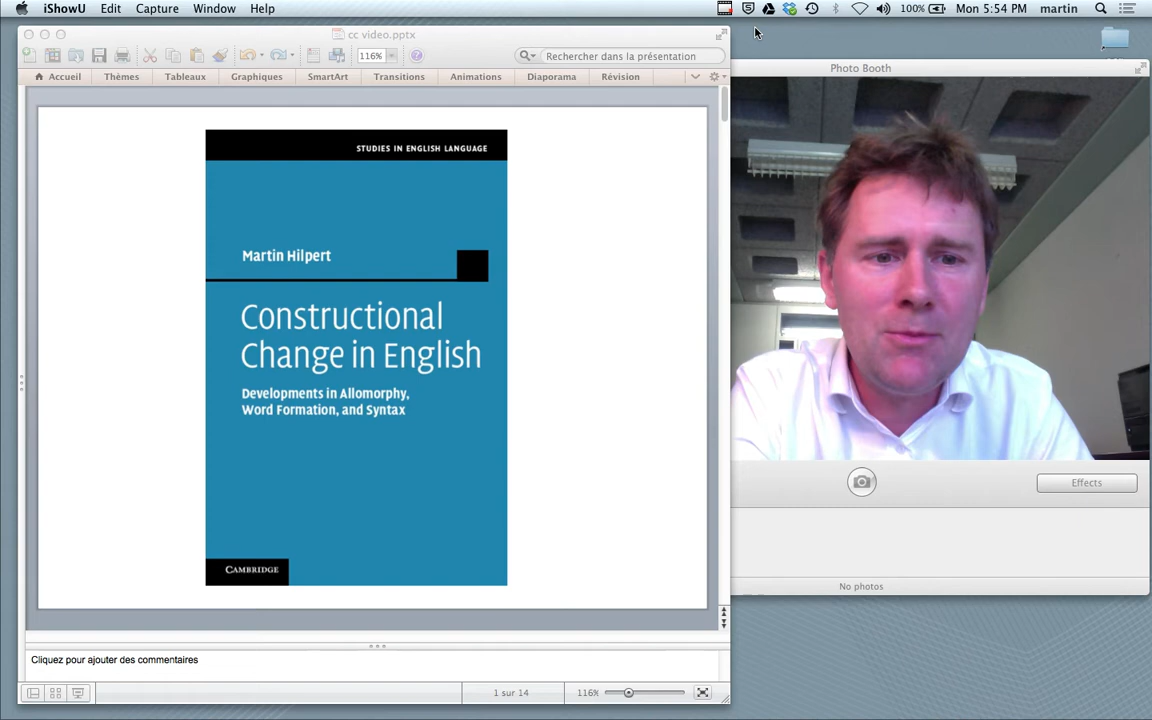 iShowU Edit Capture Window Help 100% Mon 5:54 PM martin
cc video.pptx
116% Rechercher dans la présentation
Accueil Thèmes Tableaux Graphiques SmartArt Transitions Animations Diaporama Révision
Photo Booth
STUDIES IN ENGLISH LANGUAGE
Martin Hilpert
Constructional
Change in English
Developments in Allomorphy,
Word Formation, and Syntax
CAMBRIDGE
Effects
No photos
Cliquez pour ajouter des commentaires
1 sur 14 116%